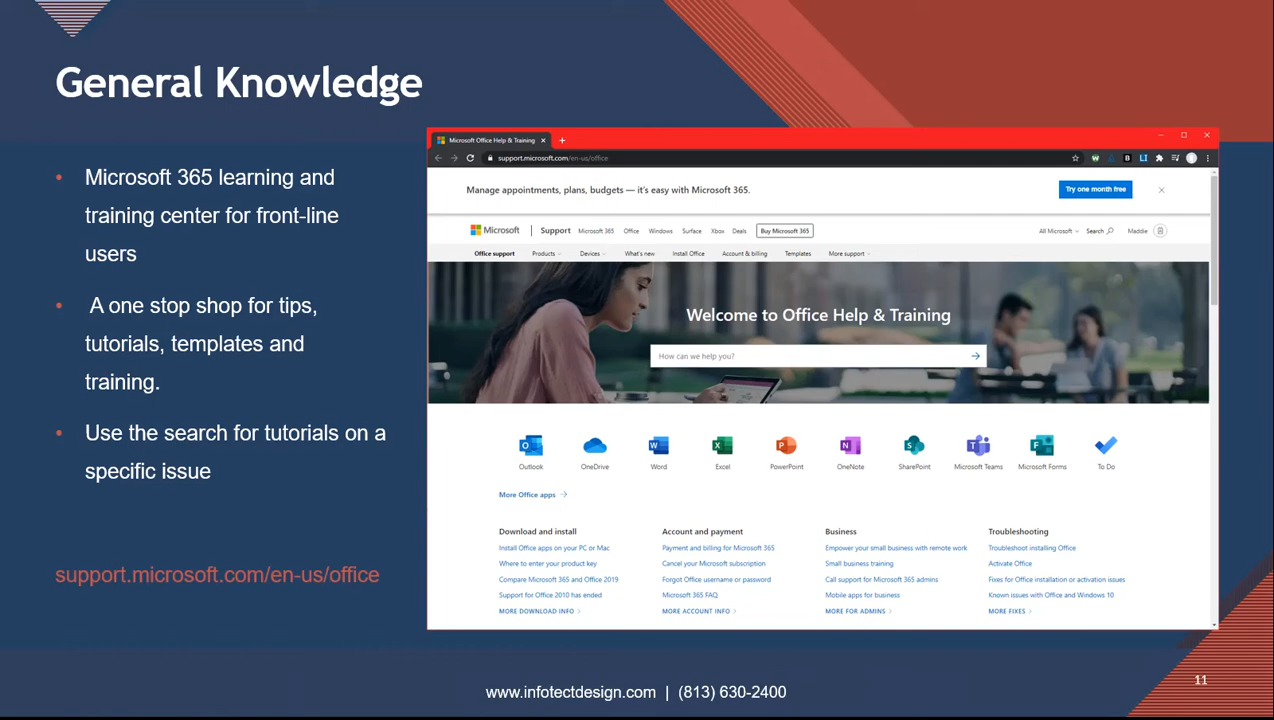 General Knowledge
• Microsoft 365 learning and
training center for front-line
users
• A one stop shop for tips,
tutorials, templates and
training.
• Use the search for tutorials on a
specific issue
support.microsoft.com/en-us/office
Microsoft Office Help & Training
support.microsoft.com/en-us/office
Manage appointments, plans, budgets — it's easy with Microsoft 365.
Try one month free
Microsoft | Support Microsoft 365 Office Windows Surface Xbox Deals Buy Microsoft 365 All Microsoft Search Maddie
Office support Products Devices What's new Install Office Account & billing Templates More support
Welcome to Office Help & Training
How can we help you?
Outlook OneDrive Word Excel PowerPoint OneNote SharePoint Microsoft Teams Microsoft Forms To Do
More Office apps
Download and install Account and payment Business Troubleshooting
Install Office apps on your PC or Mac Payment and billing for Microsoft 365 Empower your small business with remote work Troubleshoot installing Office
Where to enter your product key Cancel your Microsoft subscription Small business training Activate Office
Compare Microsoft 365 and Office 2019 Forgot Office username or password Call support for Microsoft 365 admins Fixes for Office installation or activation issues
Support for Office 2010 has ended Microsoft 365 FAQ Mobile apps for business Known issues with Office and Windows 10
MORE DOWNLOAD INFO > MORE ACCOUNT INFO > MORE FOR ADMINS > MORE FIXES >
www.infotectdesign.com | (813) 630-2400
11